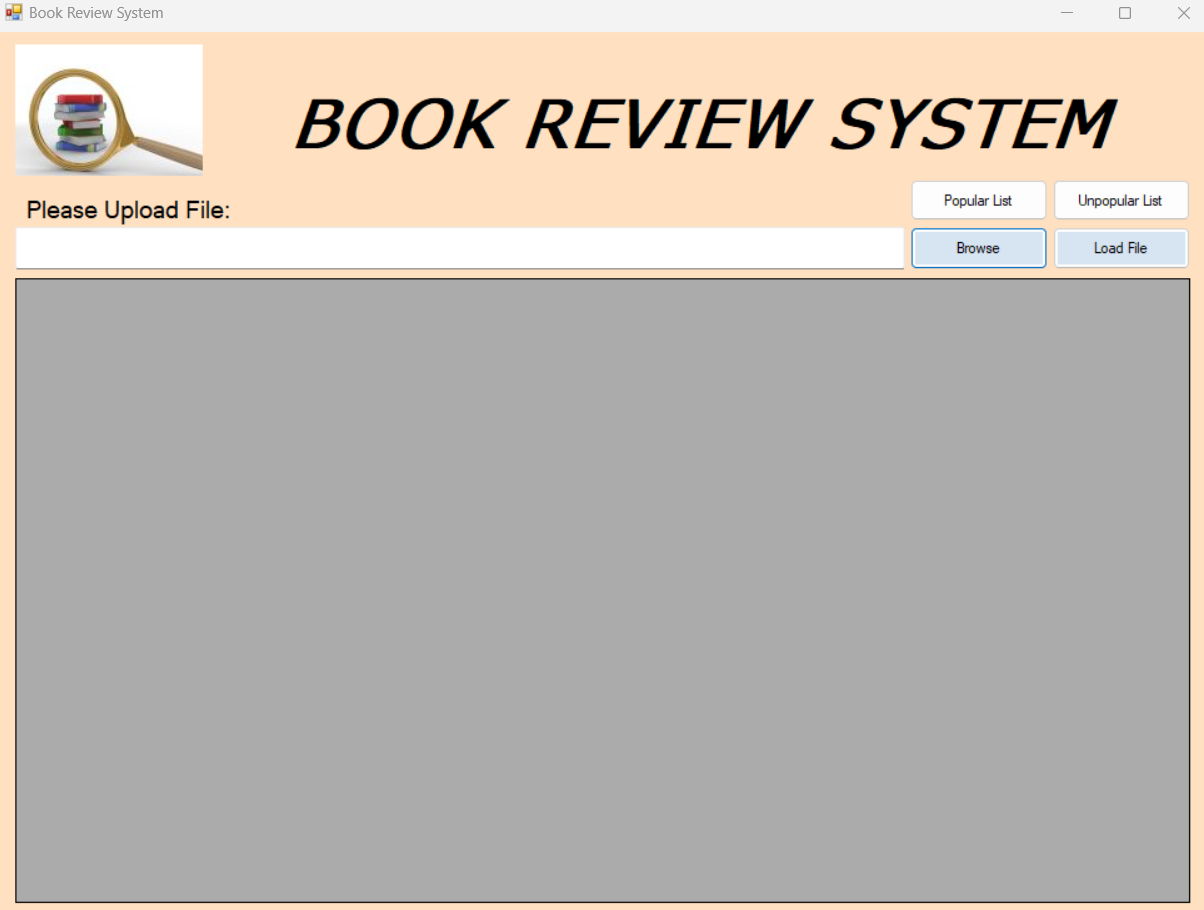 Book Review System
BOOK REVIEW SYSTEM
Please Upload File:
Popular List
Unpopular List
Browse
Load File